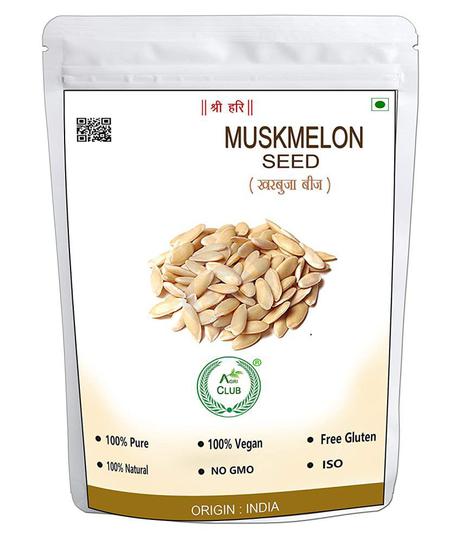 || श्री हरि ||
MUSKMELON
SEED
( खरबुजा बीज )
®
AGRI
CLUB
• 100% Pure
• 100% Vegan
• Free Gluten
• 100% Natural
• NO GMO
• ISO
ORIGIN : INDIA